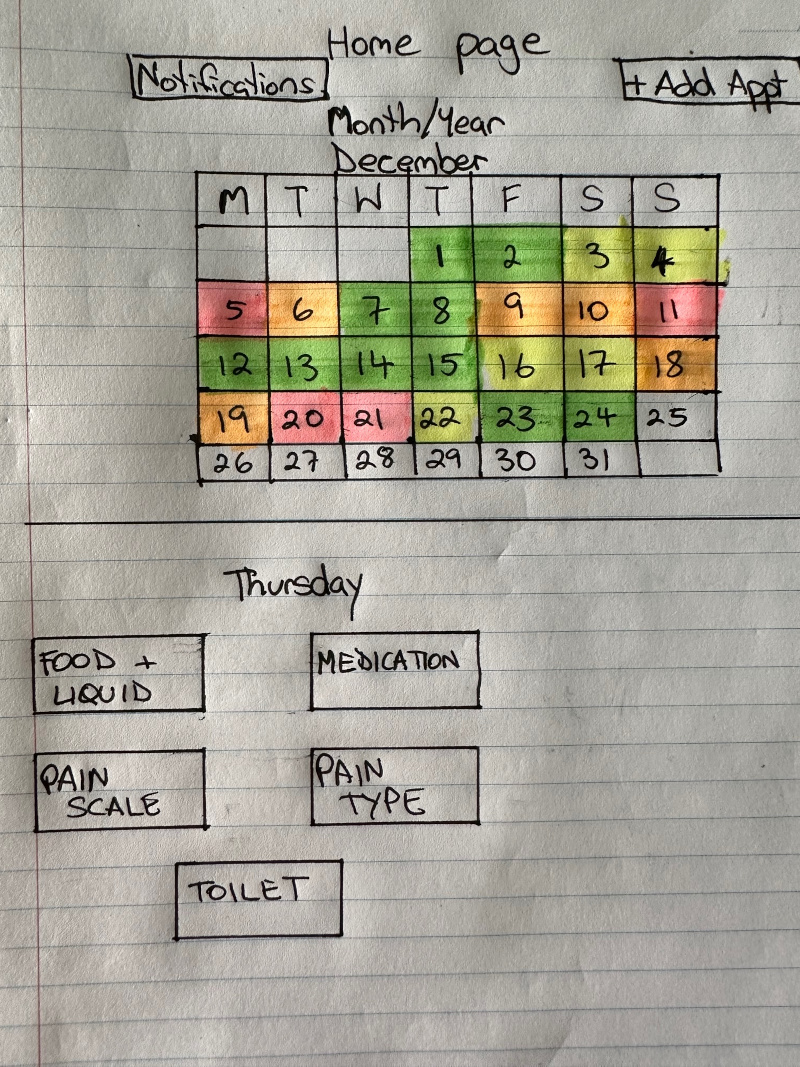 Home page
Notifications
+ Add Appt
Month/Year
December
M T W T F S S
1 2 3 4
5 6 7 8 9 10 11
12 13 14 15 16 17 18
19 20 21 22 23 24 25
26 27 28 29 30 31
Thursday
FOOD +
LIQUID
MEDICATION
PAIN
SCALE
PAIN
TYPE
TOILET